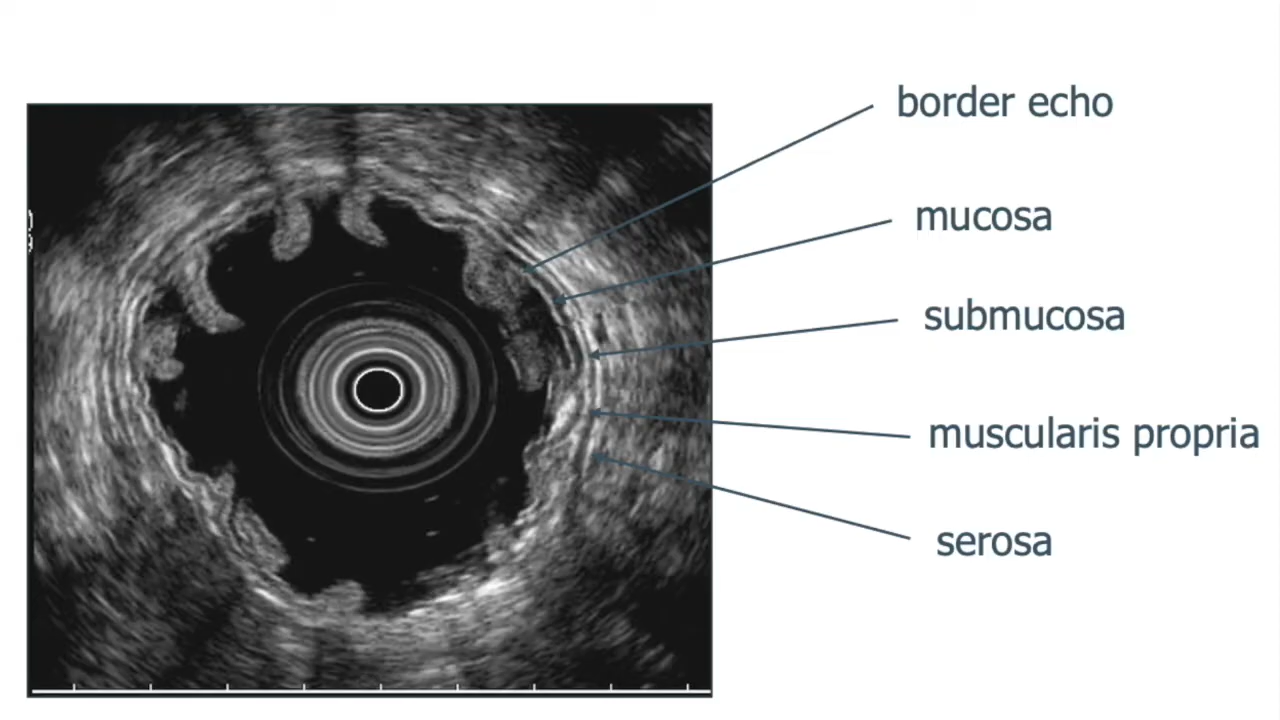 border echo
mucosa
submucosa
muscularis propria
serosa